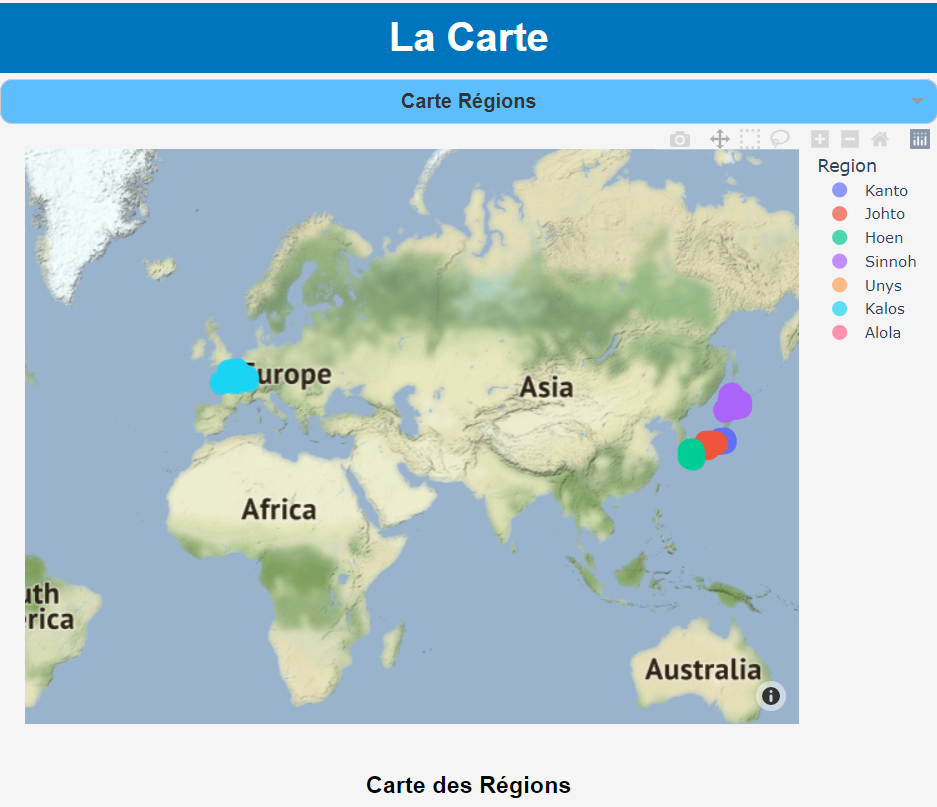 La Carte
Carte Régions
Region
Kanto
Johto
Hoen
Sinnoh
Unys
Kalos
Alola
urope
Asia
Africa
uth
rica
Australia
Carte des Régions